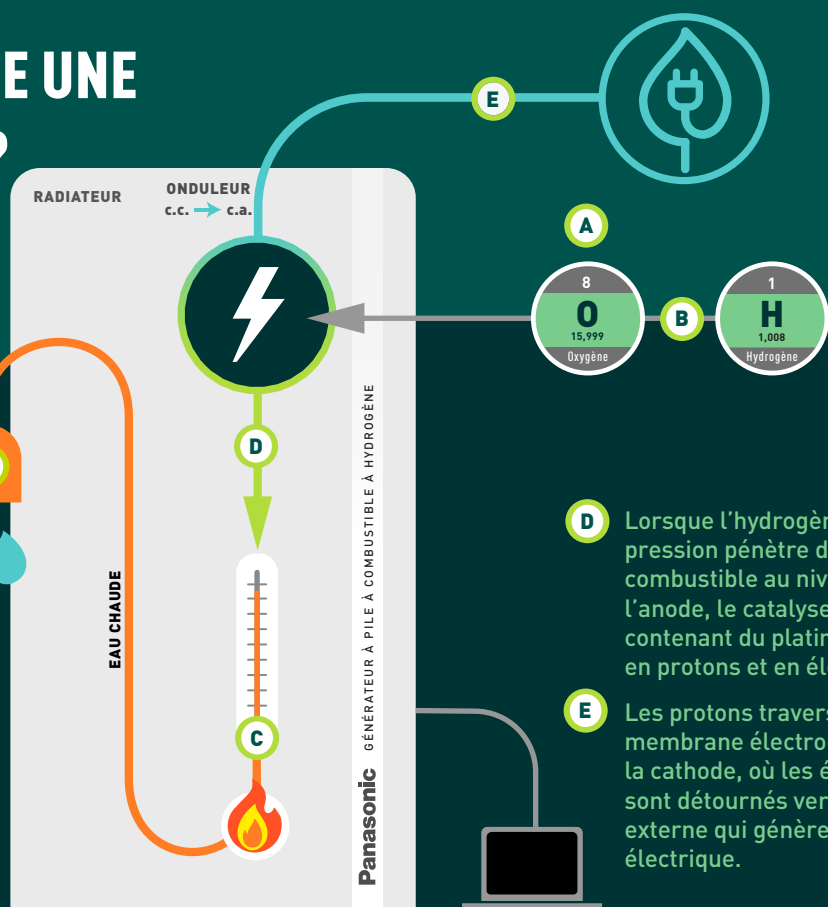 E UNE
?
RADIATEUR
ONDULEUR
c.c. c.a.
E
A
8
O
15,999
Oxygène
B
1
H
1,008
Hydrogène
D
EAU CHAUDE
C
Panasonic GÉNÉRATEUR À PILE À COMBUSTIBLE À HYDROGÈNE
D
Lorsque l’hydrogèn
pression pénètre d
combustible au niv
l’anode, le catalyse
contenant du platin
en protons et en éle
E
Les protons travers
membrane électro
la cathode, où les é
sont détournés ver
externe qui génère
électrique.